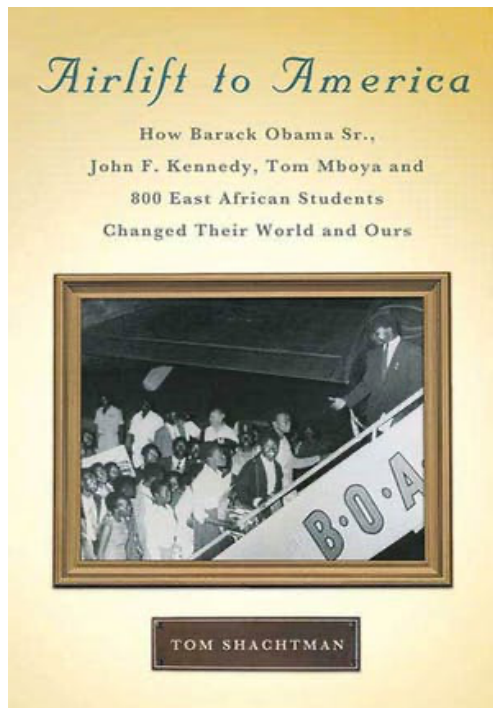 Airlift to America
How Barack Obama Sr.,
John F. Kennedy, Tom Mboya and
800 East African Students
Changed Their World and Ours
B·O·A
TOM SHACHTMAN